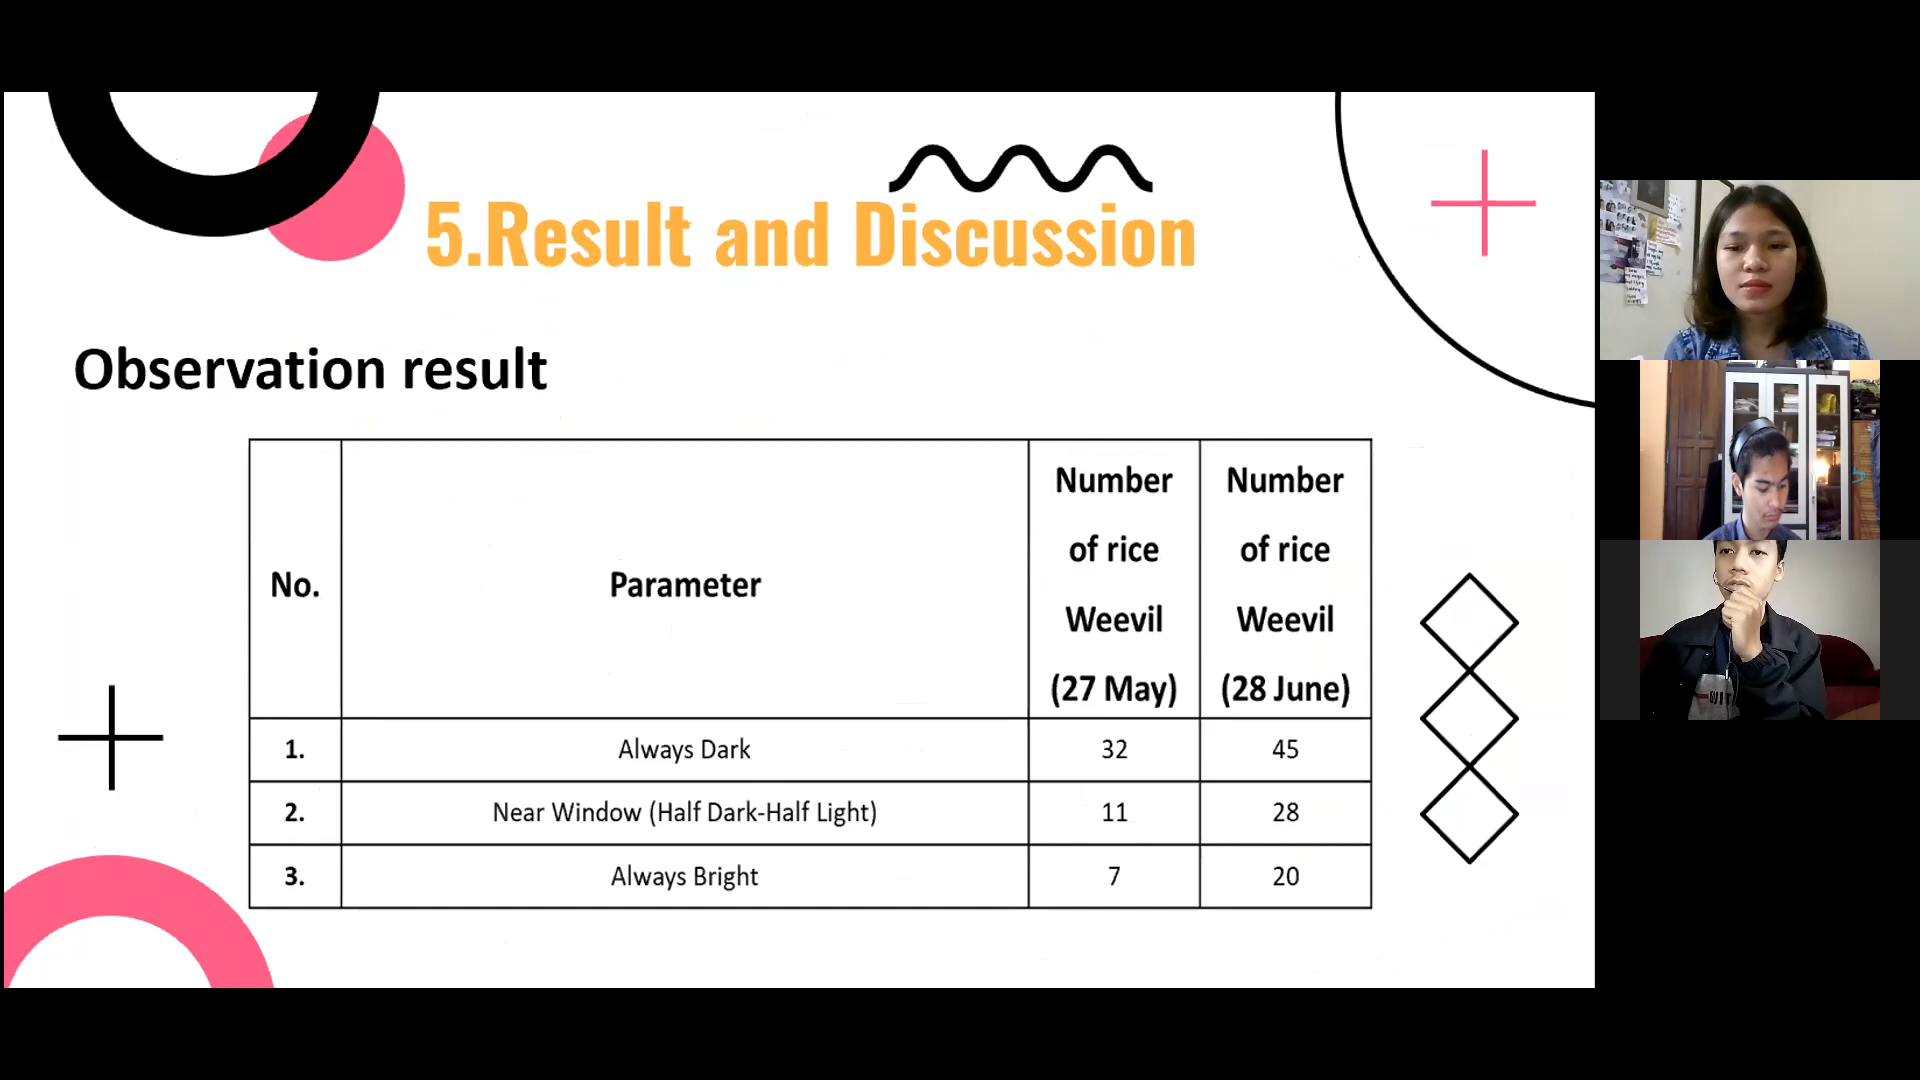 5.Result and Discussion
Observation result
No.
Parameter
Number
of rice
Weevil
(27 May)
Number
of rice
Weevil
(28 June)
1. Always Dark 32 45
2. Near Window (Half Dark-Half Light) 11 28
3. Always Bright 7 20